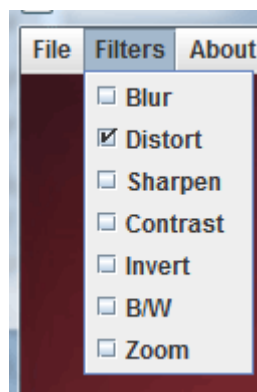 File Filters About
Blur
Distort
Sharpen
Contrast
Invert
B/W
Zoom